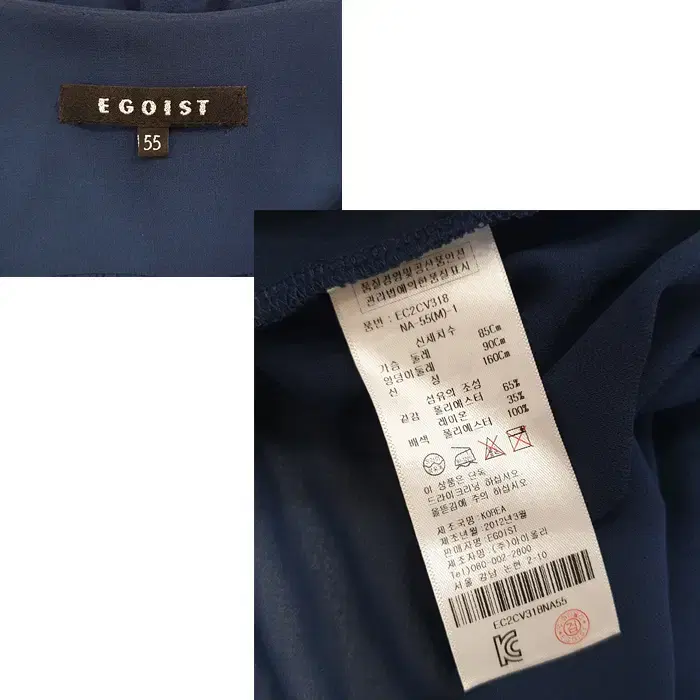 EGOIST
55
품질경영및공산품안전
관리법에의한품질표시
품번 : EC2CV318
NA-55(M)-1
신체치수
가슴 둘레 85Cm
엉덩이둘레 90Cm
신 장 160Cm
섬유의 조성
겉감 폴리에스터 65%
레이온 35%
배색 폴리에스터 100%
이 상품은 단독
드라이크리닝 하십시오.
올뜯김에 주의 하십시오
제조국명 : KOREA
제조년월 : 2012년3월
판매자명 : EGOIST
제조자명 : (주)아이올리
Tel)080-002-2800
서울 강남 논현 2-10
EC2CV318NA55